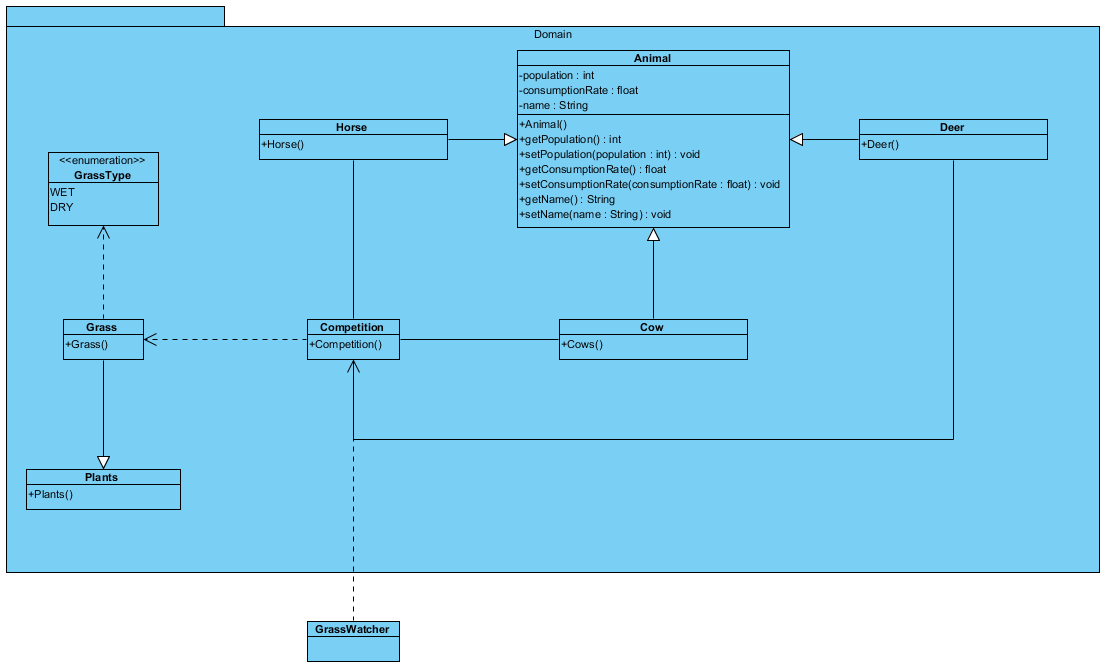 Domain
Animal
-population : int
-consumptionRate : float
-name : String
+Animal()
+getPopulation() : int
+setPopulation(population : int) : void
+getConsumptionRate() : float
+setConsumptionRate(consumptionRate : float) : void
+getName() : String
+setName(name : String) : void
Horse
+Horse()
Deer
+Deer()
<<enumeration>>
GrassType
WET
DRY
Grass
+Grass()
Competition
+Competition()
Cow
+Cows()
Plants
+Plants()
GrassWatcher